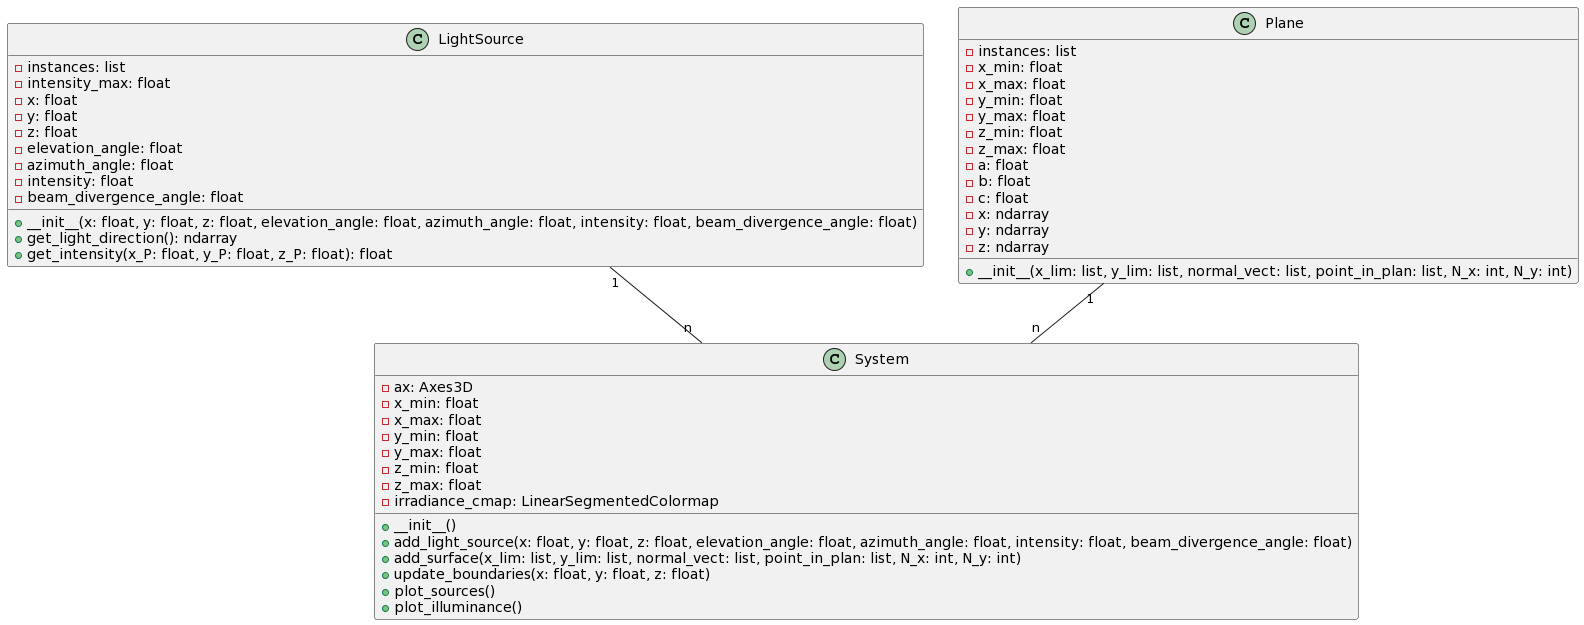 C LightSource
instances: list
intensity_max: float
x: float
y: float
z: float
elevation_angle: float
azimuth_angle: float
intensity: float
beam_divergence_angle: float
__init__(x: float, y: float, z: float, elevation_angle: float, azimuth_angle: float, intensity: float, beam_divergence_angle: float)
get_light_direction(): ndarray
get_intensity(x_P: float, y_P: float, z_P: float): float
C Plane
instances: list
x_min: float
x_max: float
y_min: float
y_max: float
z_min: float
z_max: float
a: float
b: float
c: float
x: ndarray
y: ndarray
z: ndarray
__init__(x_lim: list, y_lim: list, normal_vect: list, point_in_plan: list, N_x: int, N_y: int)
1
n
1
n
C System
ax: Axes3D
x_min: float
x_max: float
y_min: float
y_max: float
z_min: float
z_max: float
irradiance_cmap: LinearSegmentedColormap
__init__()
add_light_source(x: float, y: float, z: float, elevation_angle: float, azimuth_angle: float, intensity: float, beam_divergence_angle: float)
add_surface(x_lim: list, y_lim: list, normal_vect: list, point_in_plan: list, N_x: int, N_y: int)
update_boundaries(x: float, y: float, z: float)
plot_sources()
plot_illuminance()